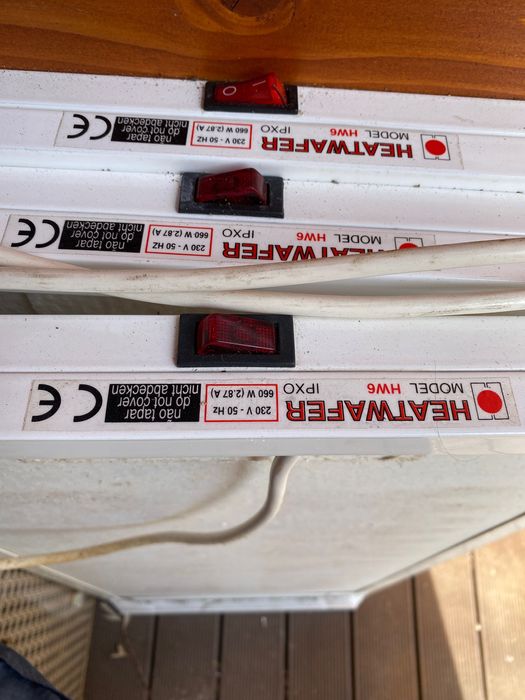 O I
HEATWAFER
MODEL HW6 IPXO
230 V - 50 HZ
660 W (2.87 A)
não tapar
do not cover
nicht abdecken
CE
HEATWAFER
MODEL HW6 IPXO
230 V - 50 HZ
660 W (2.87 A)
não tapar
do not cover
nicht abdecken
CE
HEATWAFER
MODEL HW6 IPXO
230 V - 50 HZ
660 W (2.87 A)
não tapar
do not cover
nicht abdecken
CE